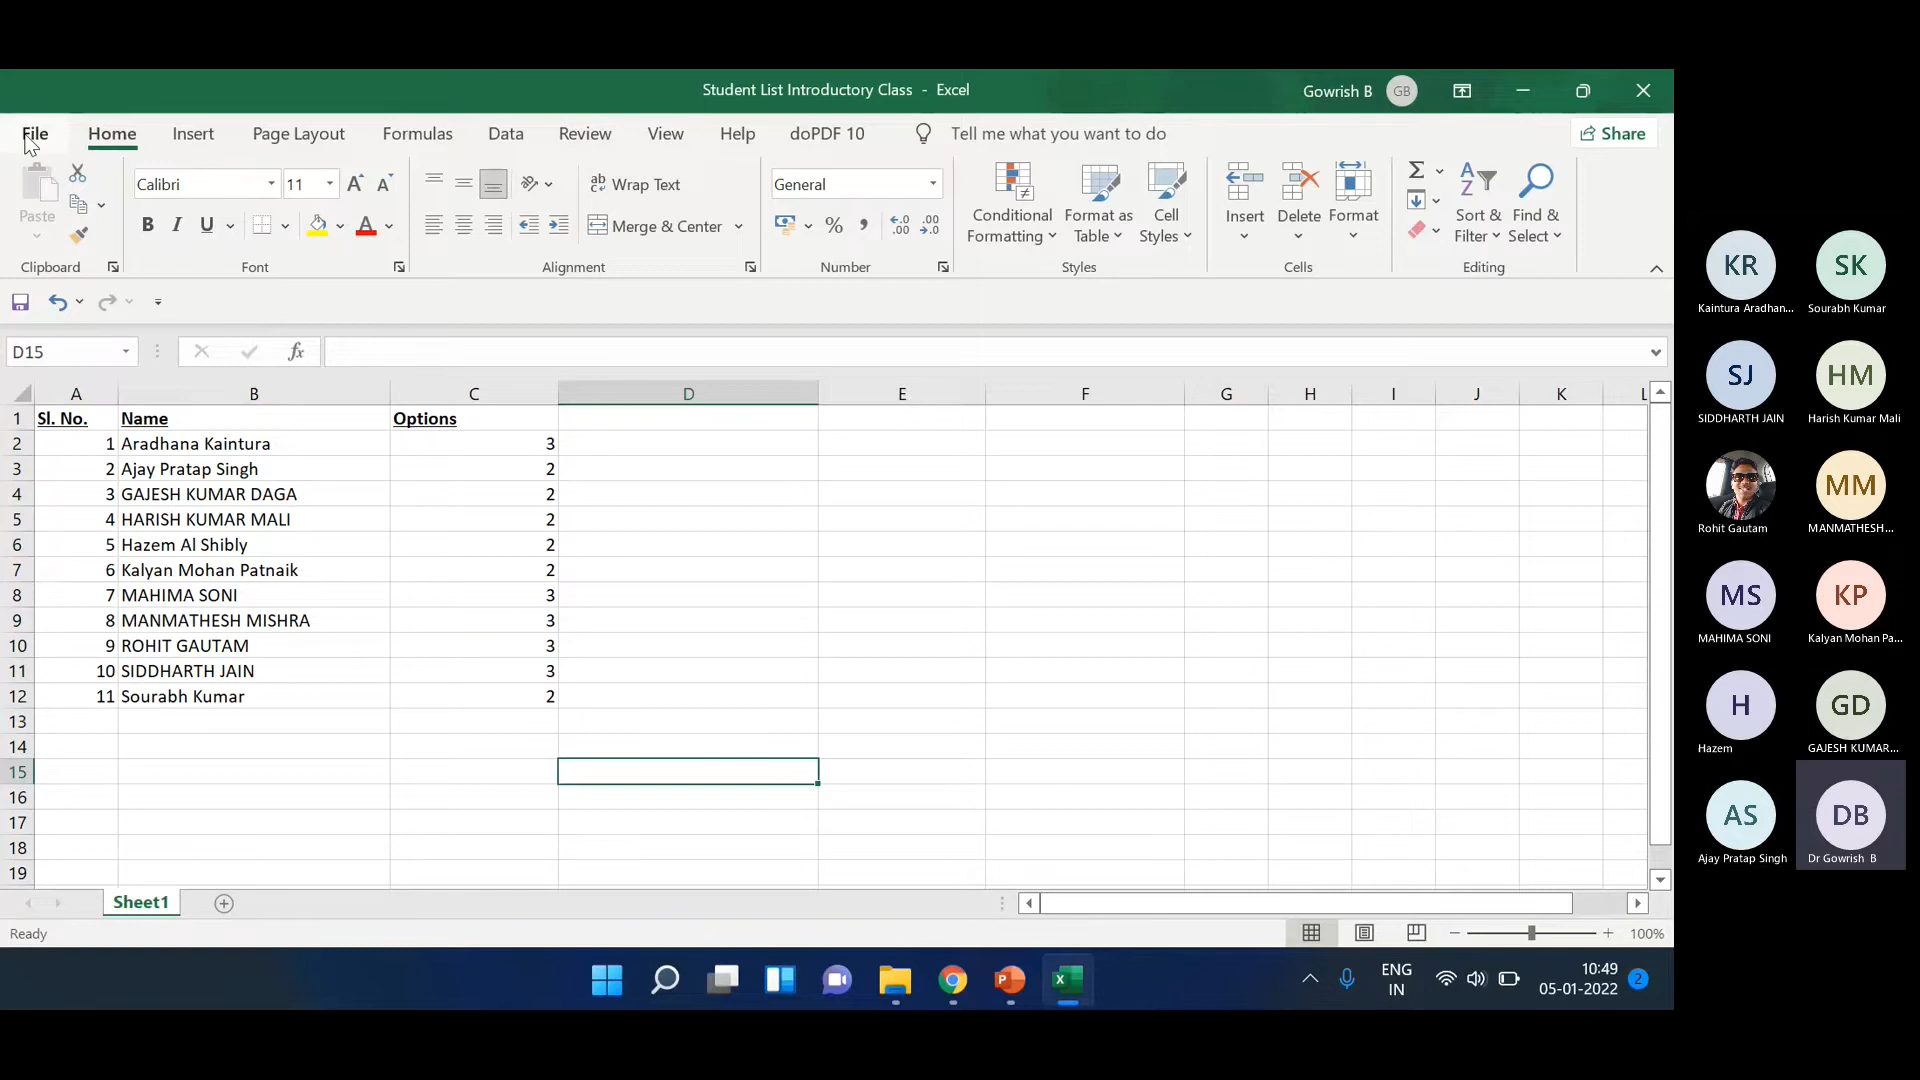 Student List Introductory Class - Excel
Gowrish B GB
File Home Insert Page Layout Formulas Data Review View Help doPDF 10 Tell me what you want to do Share
Paste
Calibri 11
Wrap Text
General
Conditional Formatting
Format as Table
Cell Styles
Insert Delete Format
Sort & Filter
Find & Select
B I U
Merge & Center
Clipboard Font Alignment Number Styles Cells Editing
D15 fx
A B C D E F G H I J K L
1 Sl. No. Name Options
2 1 Aradhana Kaintura 3
3 2 Ajay Pratap Singh 2
4 3 GAJESH KUMAR DAGA 2
5 4 HARISH KUMAR MALI 2
6 5 Hazem Al Shibly 2
7 6 Kalyan Mohan Patnaik 2
8 7 MAHIMA SONI 3
9 8 MANMATHESH MISHRA 3
10 9 ROHIT GAUTAM 3
11 10 SIDDHARTH JAIN 3
12 11 Sourabh Kumar 2
13
14
15
16
17
18
19
Sheet1
Ready 100%
ENG
IN
10:49
05-01-2022
2
KR SK
Kaintura Aradhan... Sourabh Kumar
SJ HM
SIDDHARTH JAIN Harish Kumar Mali
MM
Rohit Gautam MANMATHESH...
MS KP
MAHIMA SONI Kalyan Mohan Pa...
H GD
Hazem GAJESH KUMAR...
AS DB
Ajay Pratap Singh Dr Gowrish B